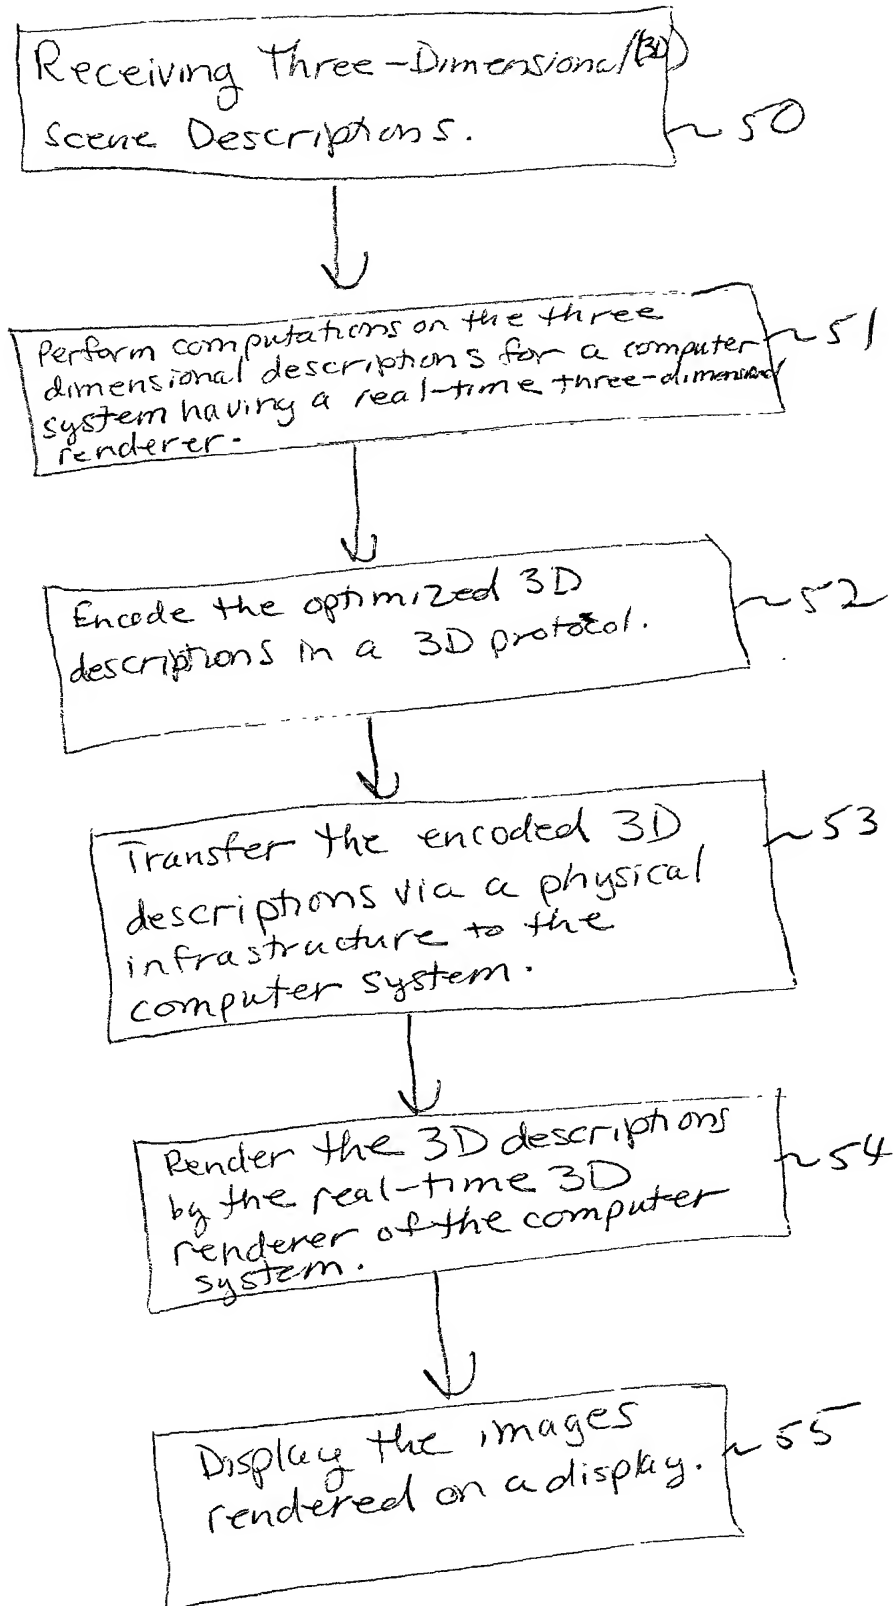 Receiving Three-Dimensional (3D)
Scene Descriptions.
50
Perform computations on the three
dimensional descriptions for a computer
system having a real-time three-dimensional
renderer.
51
Encode the optimized 3D
descriptions in a 3D protocol.
52
Transfer the encoded 3D
descriptions via a physical
infrastructure to the
computer system.
53
Render the 3D descriptions
by the real-time 3D
renderer of the computer
system.
54
Display the images
rendered on a display.
55